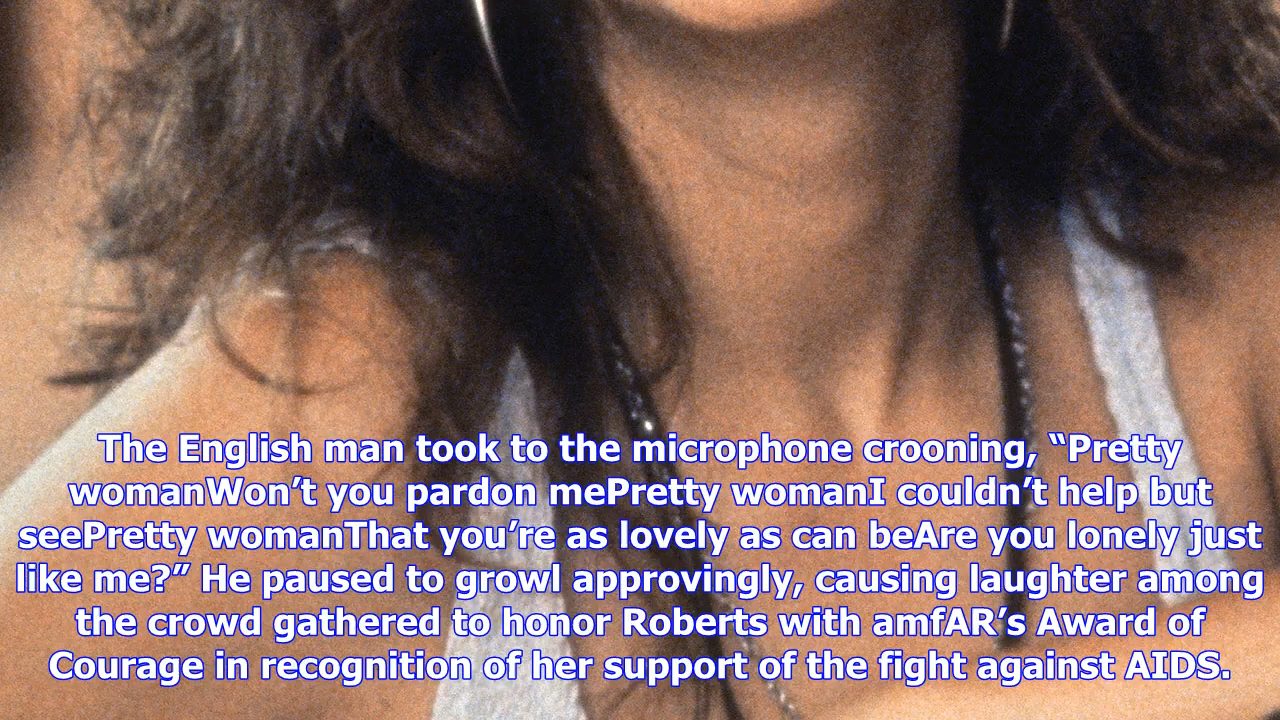 The English man took to the microphone crooning, “Pretty
womanWon’t you pardon mePretty womanI couldn’t help but
seePretty womanThat you’re as lovely as can beAre you lonely just
like me?” He paused to growl approvingly, causing laughter among
the crowd gathered to honor Roberts with amfAR’s Award of
Courage in recognition of her support of the fight against AIDS.